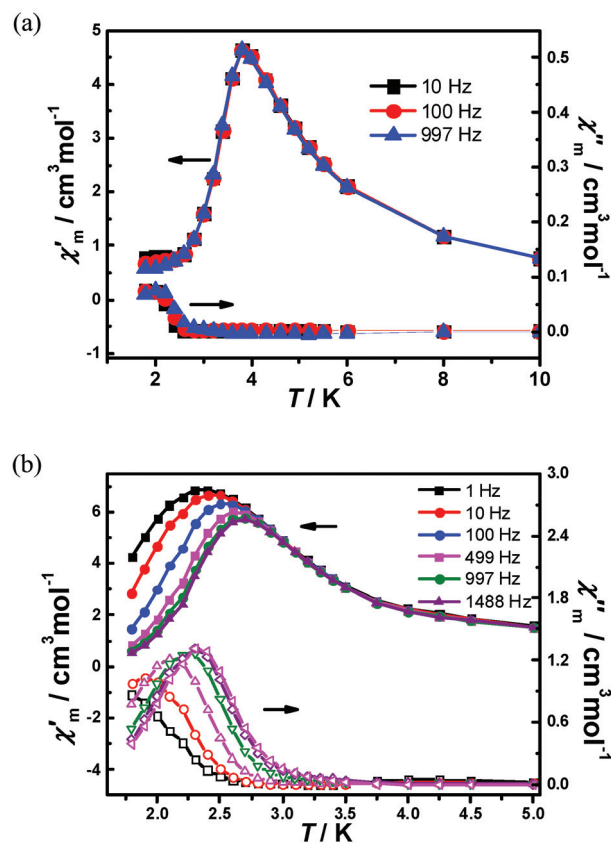 (a)
5
4
3
2
1
0
-1
0.5
0.4
0.3
0.2
0.1
0.0
2
4
6
8
10
χ′m / cm³mol⁻¹
χ″m / cm³mol⁻¹
T / K
10 Hz
100 Hz
997 Hz
(b)
6
4
2
0
-2
-4
3.0
2.4
1.8
1.2
0.6
0.0
2.0
2.5
3.0
3.5
4.0
4.5
5.0
χ′m / cm³mol⁻¹
χ″m / cm³mol⁻¹
T / K
1 Hz
10 Hz
100 Hz
499 Hz
997 Hz
1488 Hz